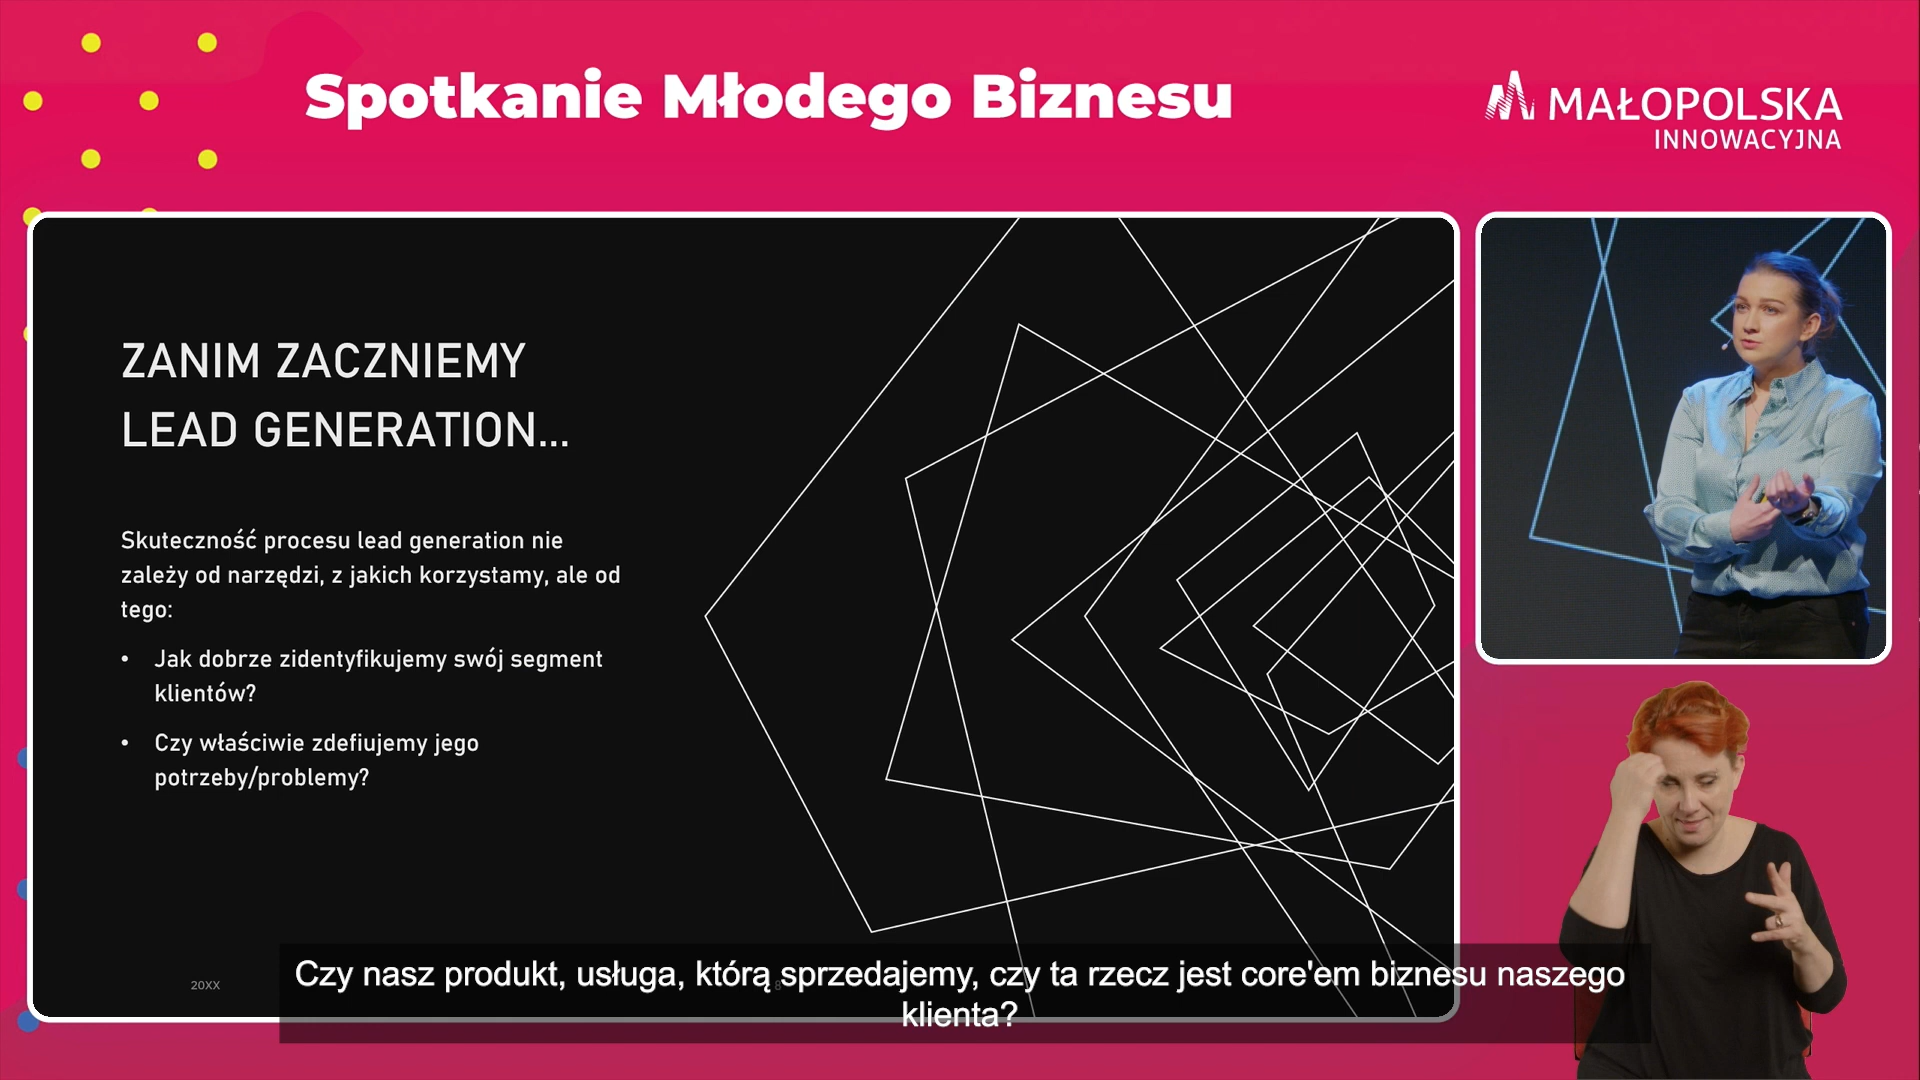 Spotkanie Młodego Biznesu
MAŁOPOLSKA
INNOWACYJNA
ZANIM ZACZNIEMY
LEAD GENERATION...
Skuteczność procesu lead generation nie
zależy od narzędzi, z jakich korzystamy, ale od
tego:
• Jak dobrze zidentyfikujemy swój segment
klientów?
• Czy właściwie zdefiujemy jego
potrzeby/problemy?
20XX
8
Czy nasz produkt, usługa, którą sprzedajemy, czy ta rzecz jest core'em biznesu naszego
klienta?